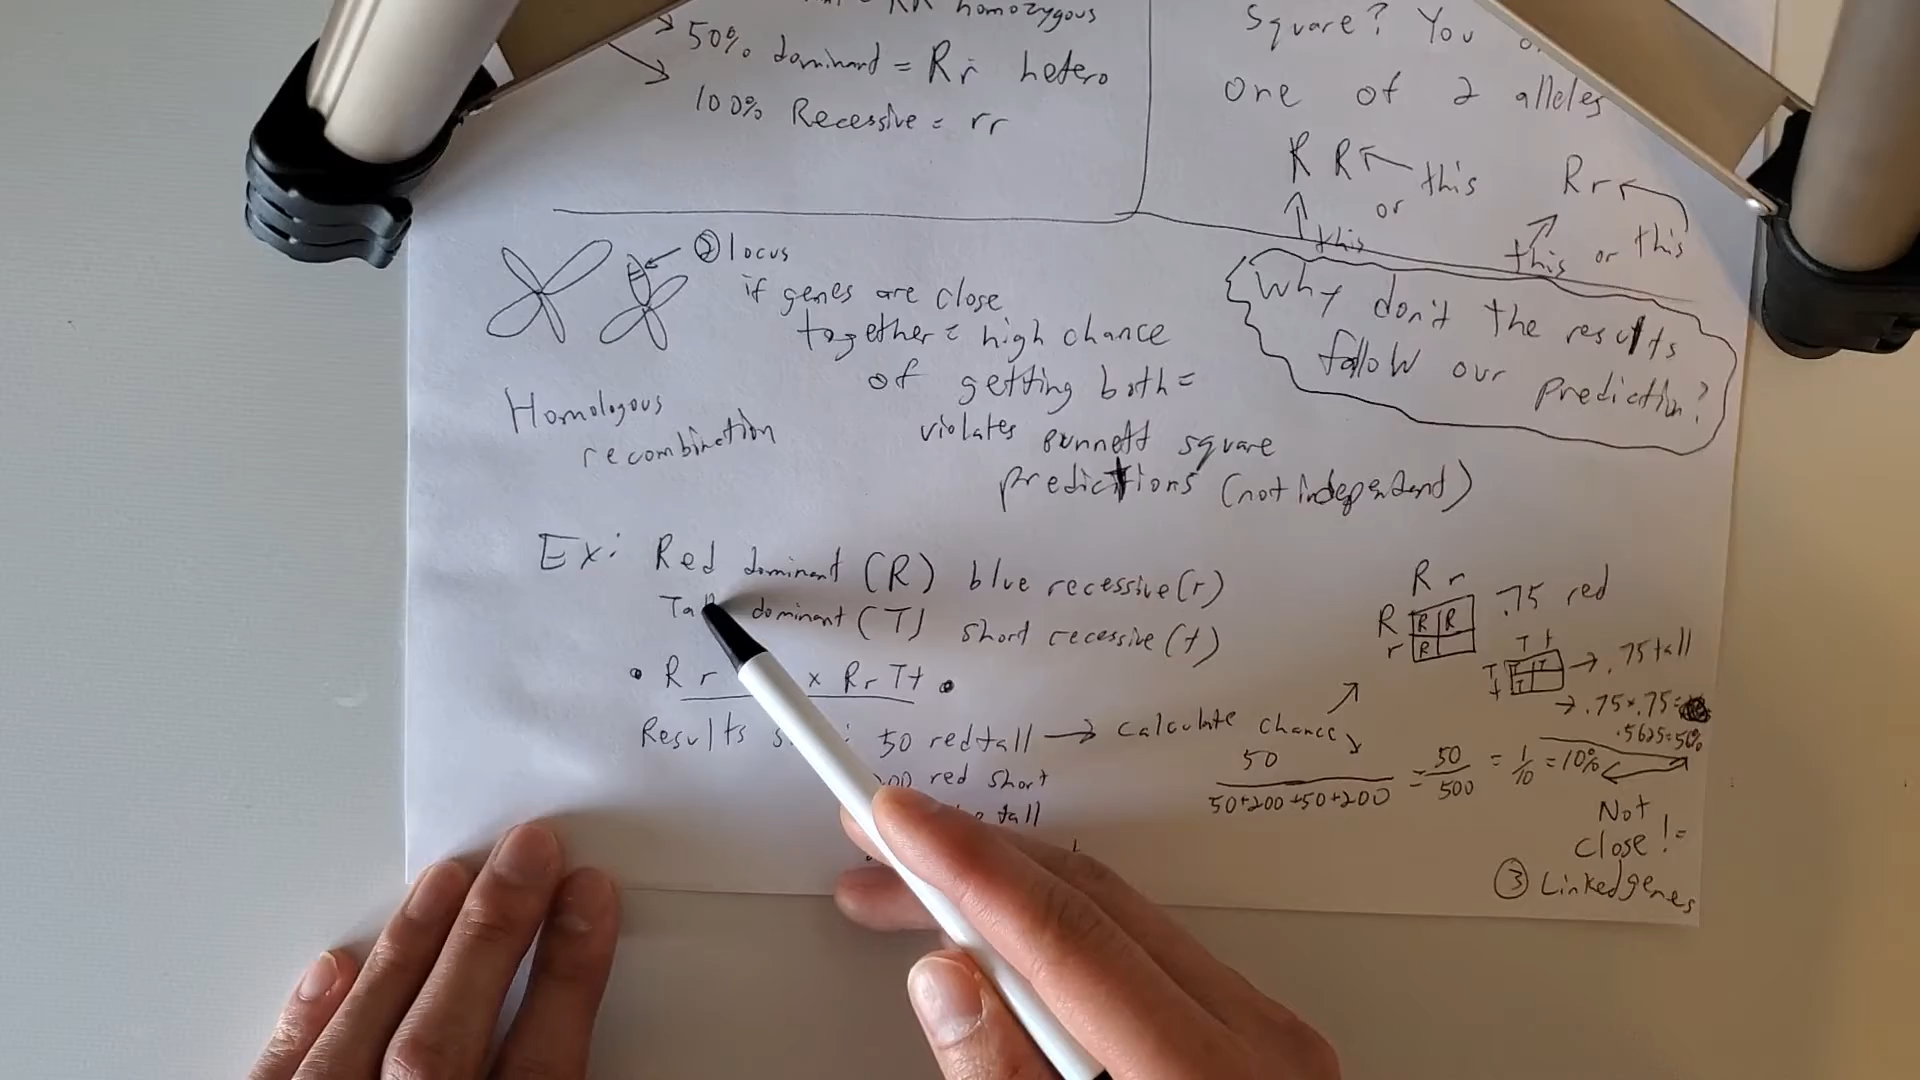 RR homozygous
50% dominant = Rr hetero
100% Recessive = rr
Square? You
one of 2 alleles
R R this
or
this
Rr
this or this
② locus
if genes are close
together = high chance
of getting both =
violates punnett square
predictions (not independent)
Homologous
recombination
Why don't the results
follow our
prediction?
Ex: Red dominant (R) blue recessive (r)
Tall dominant (T) short recessive (t)
R r x Rr Tt
Results 50 red tall → calculate chance
200 red short
tall
R r
R R R .75 red
r R
T t
T T T → .75 tall
t T
→ .75 × .75 =
.5625 = 56%
50
50+200+50+200 = 50/500 = 1/10 = 10%
Not
close! =
③ Linked genes